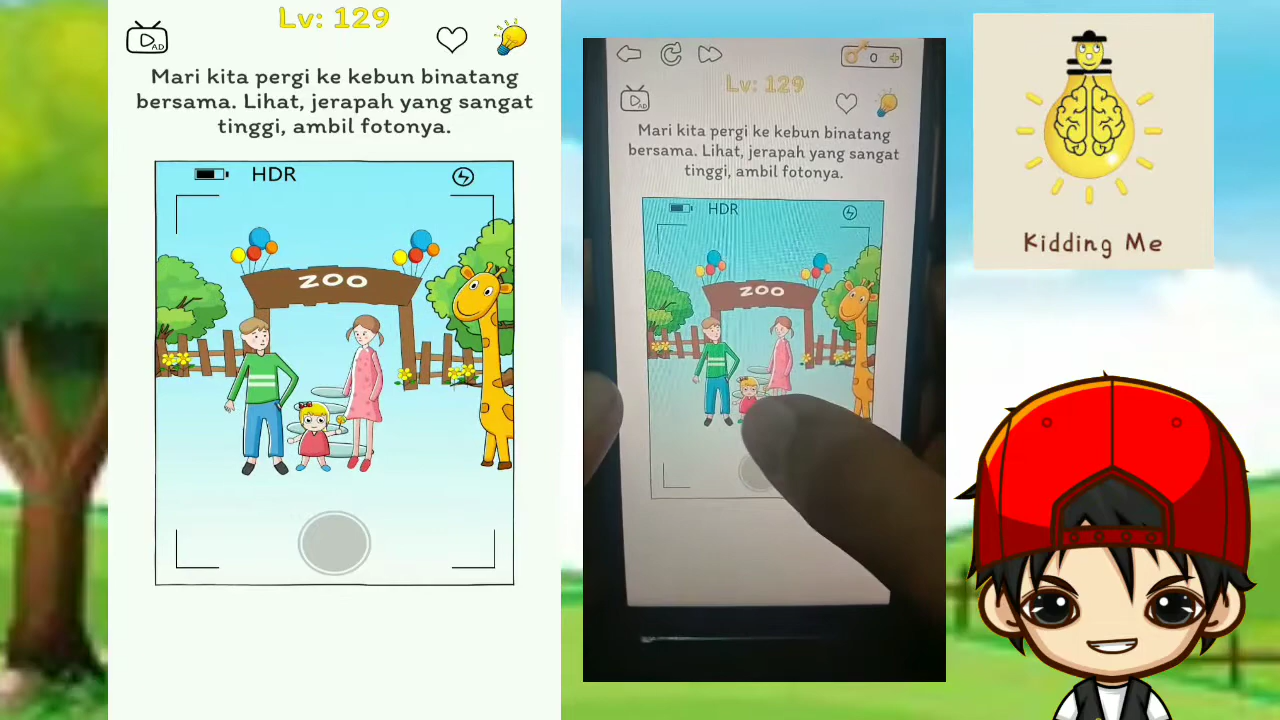 Lv: 129
AD
Mari kita pergi ke kebun binatang
bersama. Lihat, jerapah yang sangat
tinggi, ambil fotonya.
HDR
ZOO
0
Lv: 129
AD
Mari kita pergi ke kebun binatang
bersama. Lihat, jerapah yang sangat
tinggi, ambil fotonya.
HDR
ZOO
Kidding Me